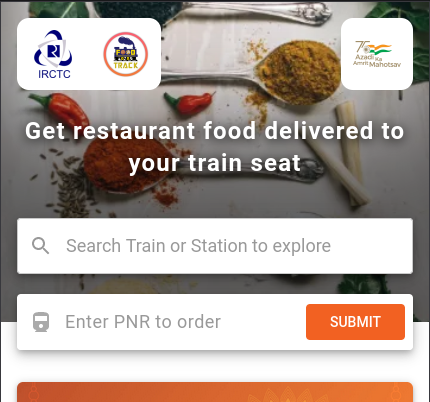 IRCTC
FOOD
ON
TRACK
Azadi Ka
Amrit Mahotsav
Get restaurant food delivered to
your train seat
Search Train or Station to explore
Enter PNR to order
SUBMIT